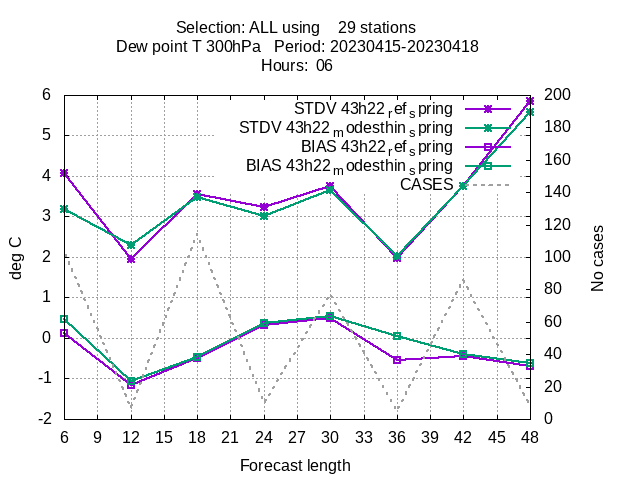 Selection: ALL using    29 stations
Dew point T 300hPa   Period: 20230415-20230418
Hours:  06
STDV 43h22_ref_spring
STDV 43h22_modesthin_spring
BIAS 43h22_ref_spring
BIAS 43h22_modesthin_spring
CASES
deg C
6
5
4
3
2
1
0
-1
-2
200
180
160
140
120
100
80
60
40
20
0
No cases
6 9 12 15 18 21 24 27 30 33 36 39 42 45 48
Forecast length